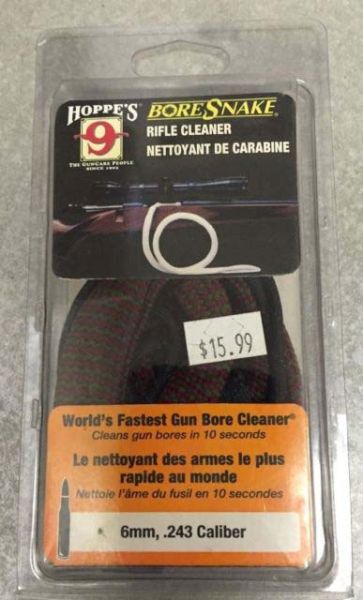 HOPPE'S
9
THE GUNCARE PEOPLE
SINCE 1903
BORESNAKE®
RIFLE CLEANER
NETTOYANT DE CARABINE
$15.99
World's Fastest Gun Bore Cleaner®
Cleans gun bores in 10 seconds
Le nettoyant des armes le plus
rapide au monde
Nettoie l'âme du fusil en 10 secondes
6mm, .243 Caliber